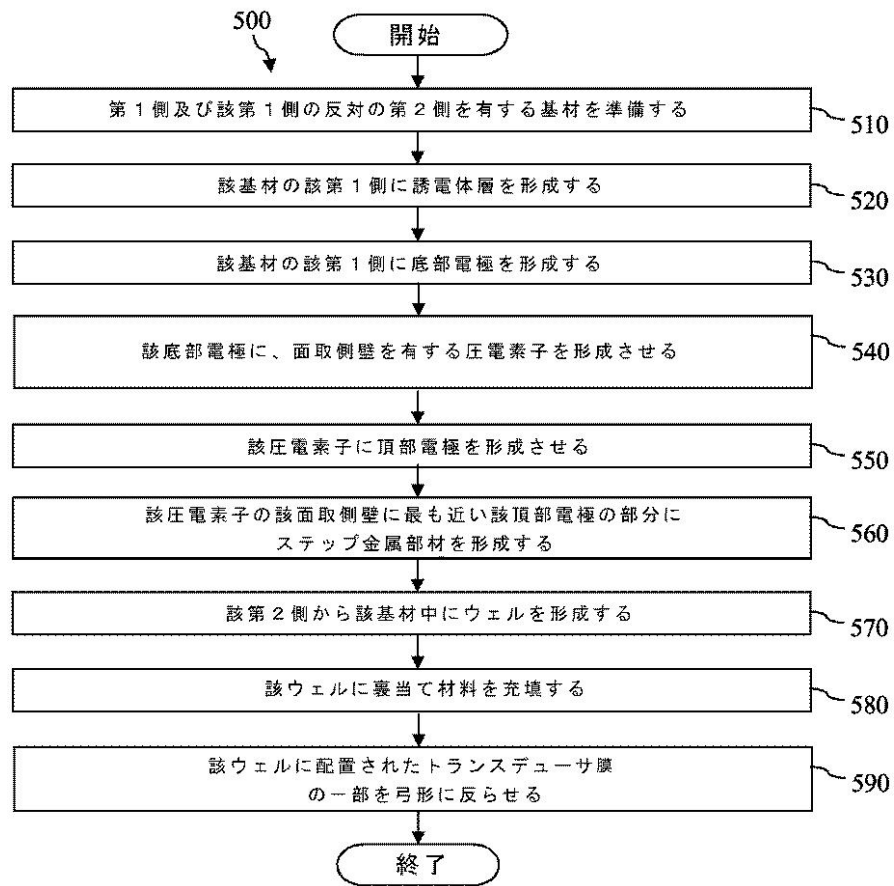 500
開始
第1側及び該第1側の反対の第2側を有する基材を準備する
510
該基材の該第1側に誘電体層を形成する
520
該基材の該第1側に底部電極を形成する
530
該底部電極に、面取側壁を有する圧電素子を形成させる
540
該圧電素子に頂部電極を形成させる
550
該圧電素子の該面取側壁に最も近い該頂部電極の部分に
ステップ金属部材を形成する
560
該第2側から該基材中にウェルを形成する
570
該ウェルに裏当て材料を充填する
580
該ウェルに配置されたトランスデューサ膜
の一部を弓形に反らせる
590
終了